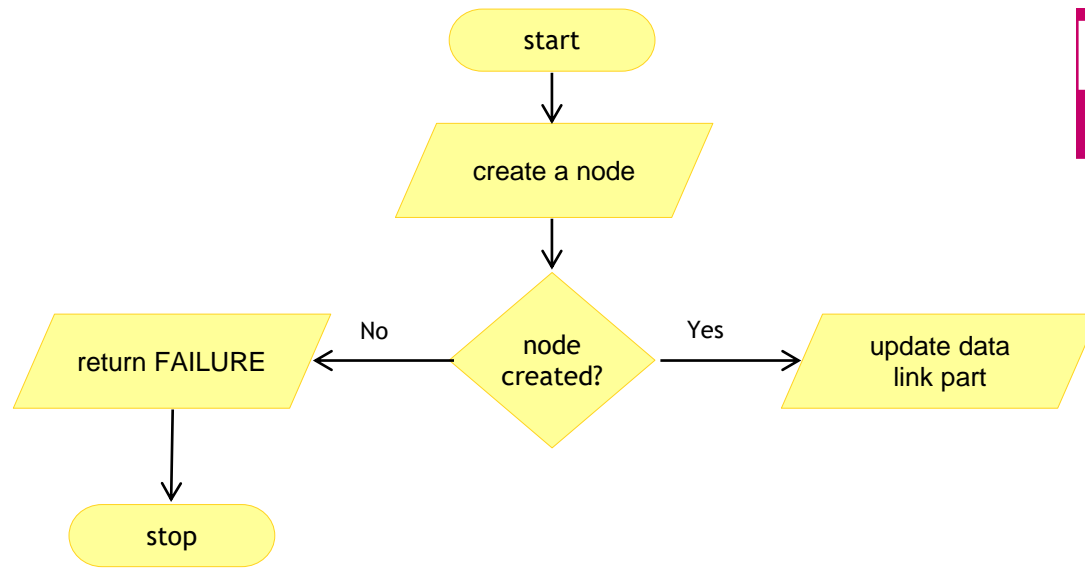 start
create a node
No
Yes
return FAILURE
node
created?
update data
link part
stop